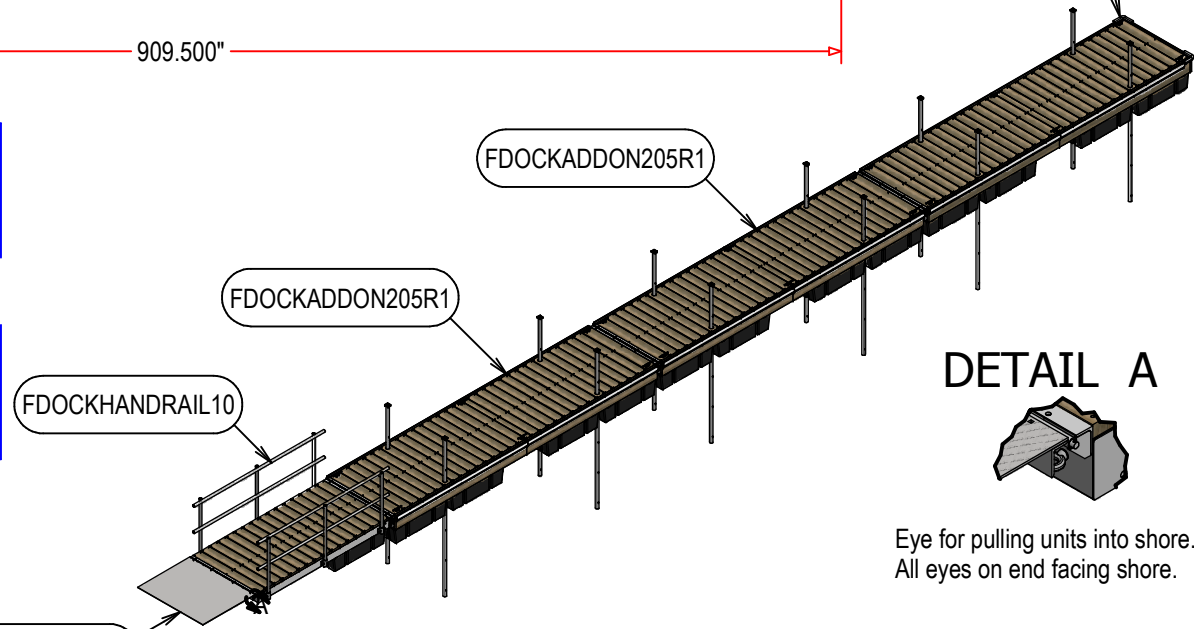 909.500"
FDOCKADDON205R1
FDOCKADDON205R1
FDOCKHANDRAIL10
DETAIL A
Eye for pulling units into shore.
All eyes on end facing shore.